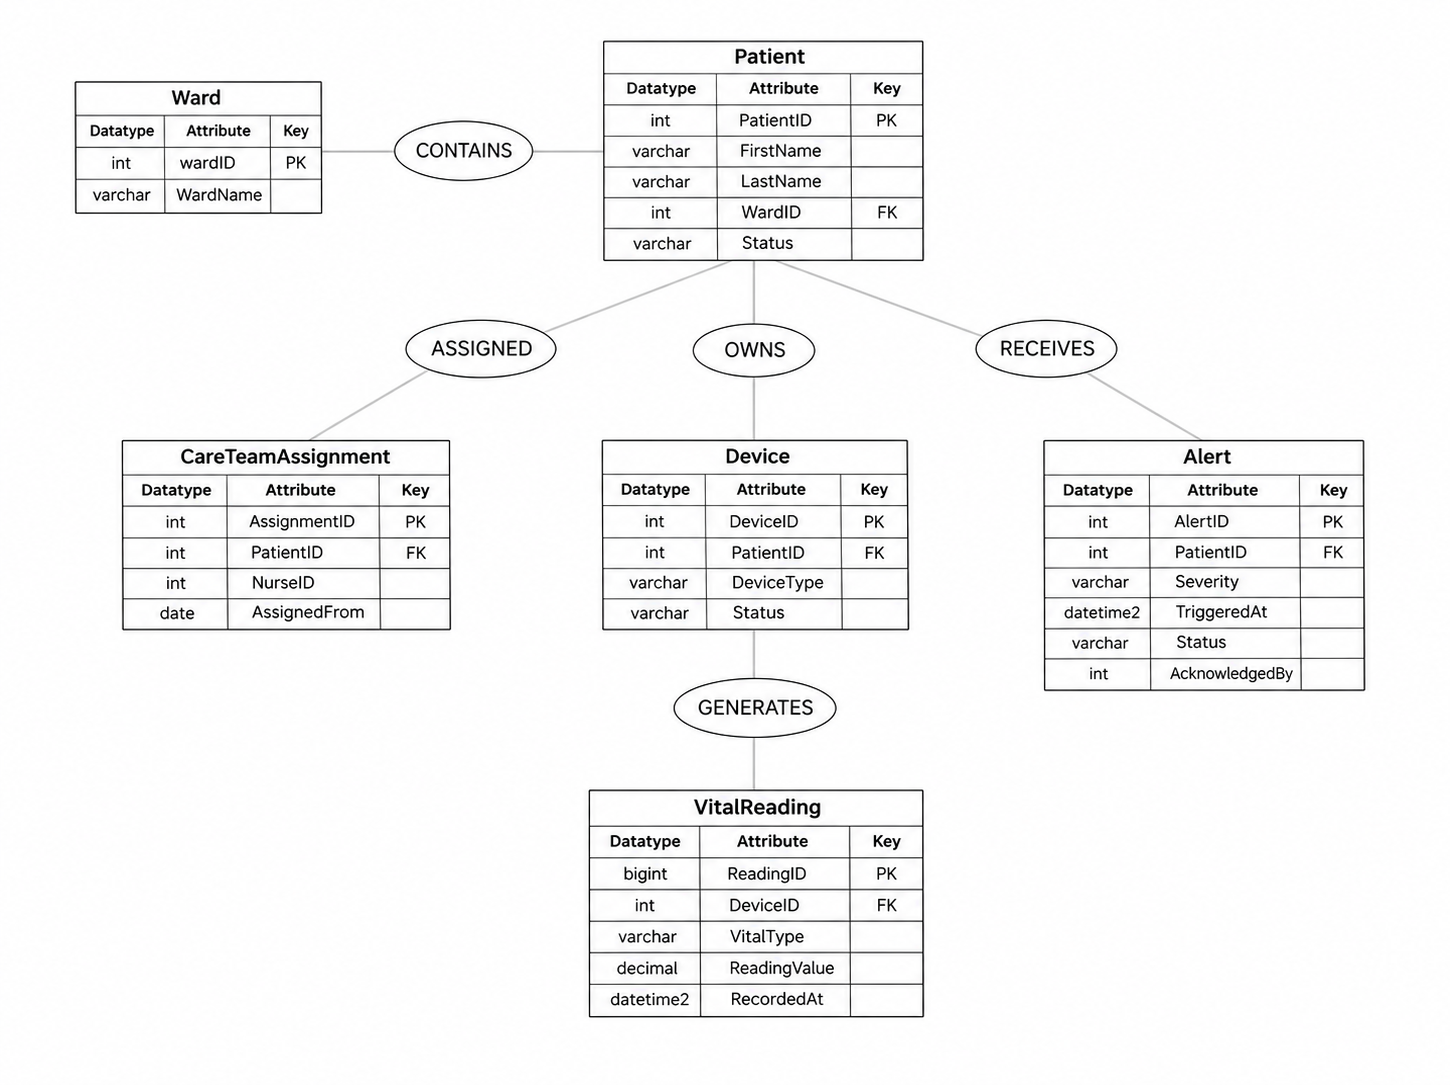 Ward
Datatype Attribute Key
int wardID PK
varchar WardName
CONTAINS
Patient
Datatype Attribute Key
int PatientID PK
varchar FirstName
varchar LastName
int WardID FK
varchar Status
ASSIGNED
OWNS
RECEIVES
CareTeamAssignment
Datatype Attribute Key
int AssignmentID PK
int PatientID FK
int NurseID
date AssignedFrom
Device
Datatype Attribute Key
int DeviceID PK
int PatientID FK
varchar DeviceType
varchar Status
Alert
Datatype Attribute Key
int AlertID PK
int PatientID FK
varchar Severity
datetime2 TriggeredAt
varchar Status
int AcknowledgedBy
GENERATES
VitalReading
Datatype Attribute Key
bigint ReadingID PK
int DeviceID FK
varchar VitalType
decimal ReadingValue
datetime2 RecordedAt